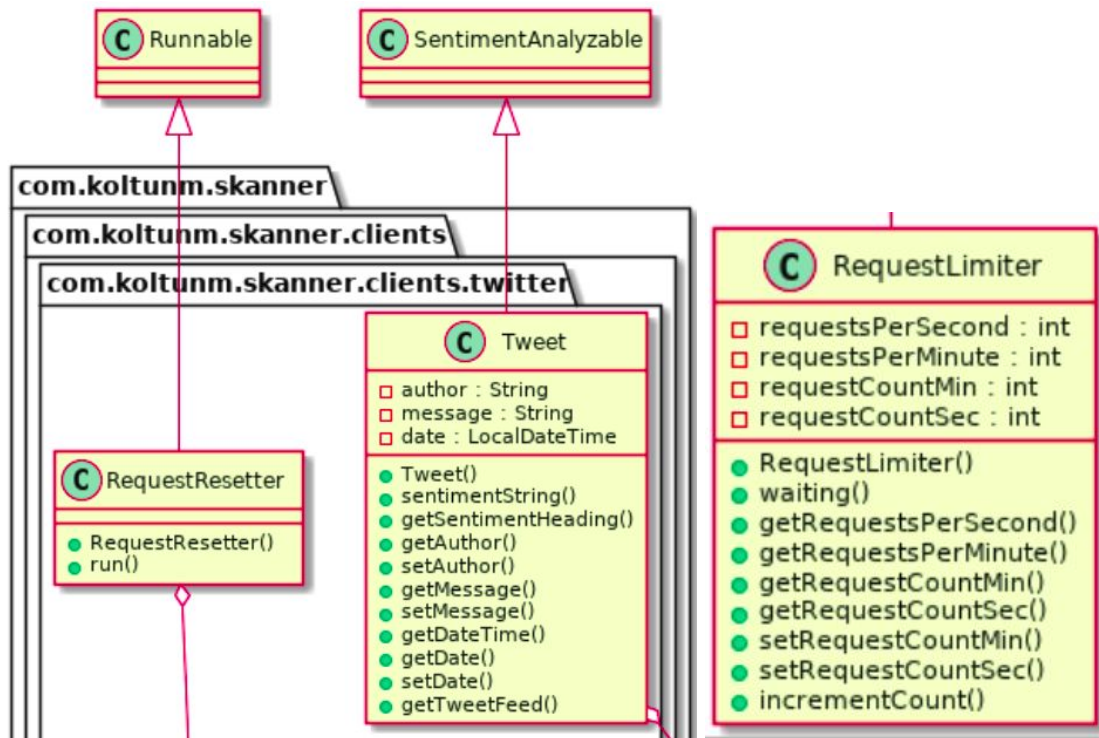 C Runnable
C SentimentAnalyzable
com.koltunm.skanner
com.koltunm.skanner.clients
com.koltunm.skanner.clients.twitter
C RequestResetter
RequestResetter()
run()
C Tweet
author : String
message : String
date : LocalDateTime
Tweet()
sentimentString()
getSentimentHeading()
getAuthor()
setAuthor()
getMessage()
setMessage()
getDateTime()
getDate()
setDate()
getTweetFeed()
C RequestLimiter
requestsPerSecond : int
requestsPerMinute : int
requestCountMin : int
requestCountSec : int
RequestLimiter()
waiting()
getRequestsPerSecond()
getRequestsPerMinute()
getRequestCountMin()
getRequestCountSec()
setRequestCountMin()
setRequestCountSec()
incrementCount()